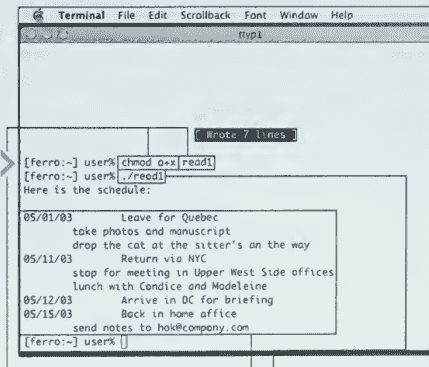 Terminal File Edit Scrollback Font Window Help
ttyp1
[ Wrote 7 lines ]
[ferro:~] user% chmod a+x read1
[ferro:~] user% ./read1
Here is the schedule:
05/01/03 Leave for Quebec
take photos and manuscript
drop the cat at the sitter's on the way
05/11/03 Return via NYC
stop for meeting in Upper West Side offices
lunch with Candice and Madeleine
05/12/03 Arrive in DC for briefing
05/15/03 Back in home office
send notes to hok@company.com
[ferro:~] user%